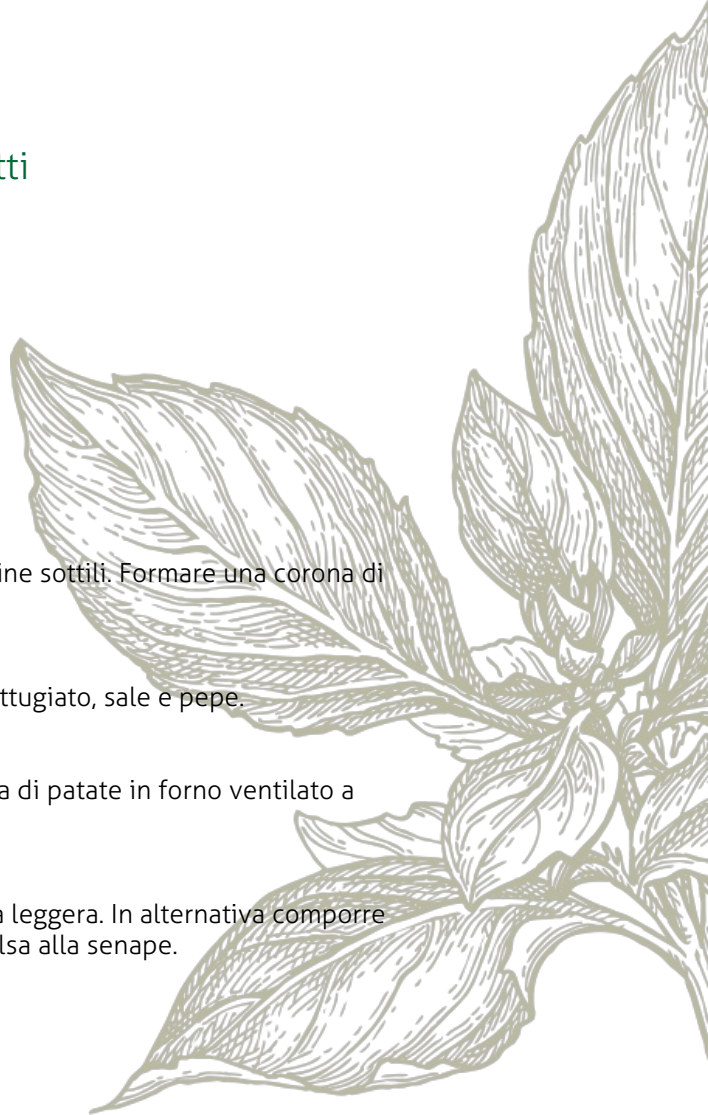 tti
ine sottili. Formare una corona di
ttugiato, sale e pepe.
a di patate in forno ventilato a
a leggera. In alternativa comporre
lsa alla senape.